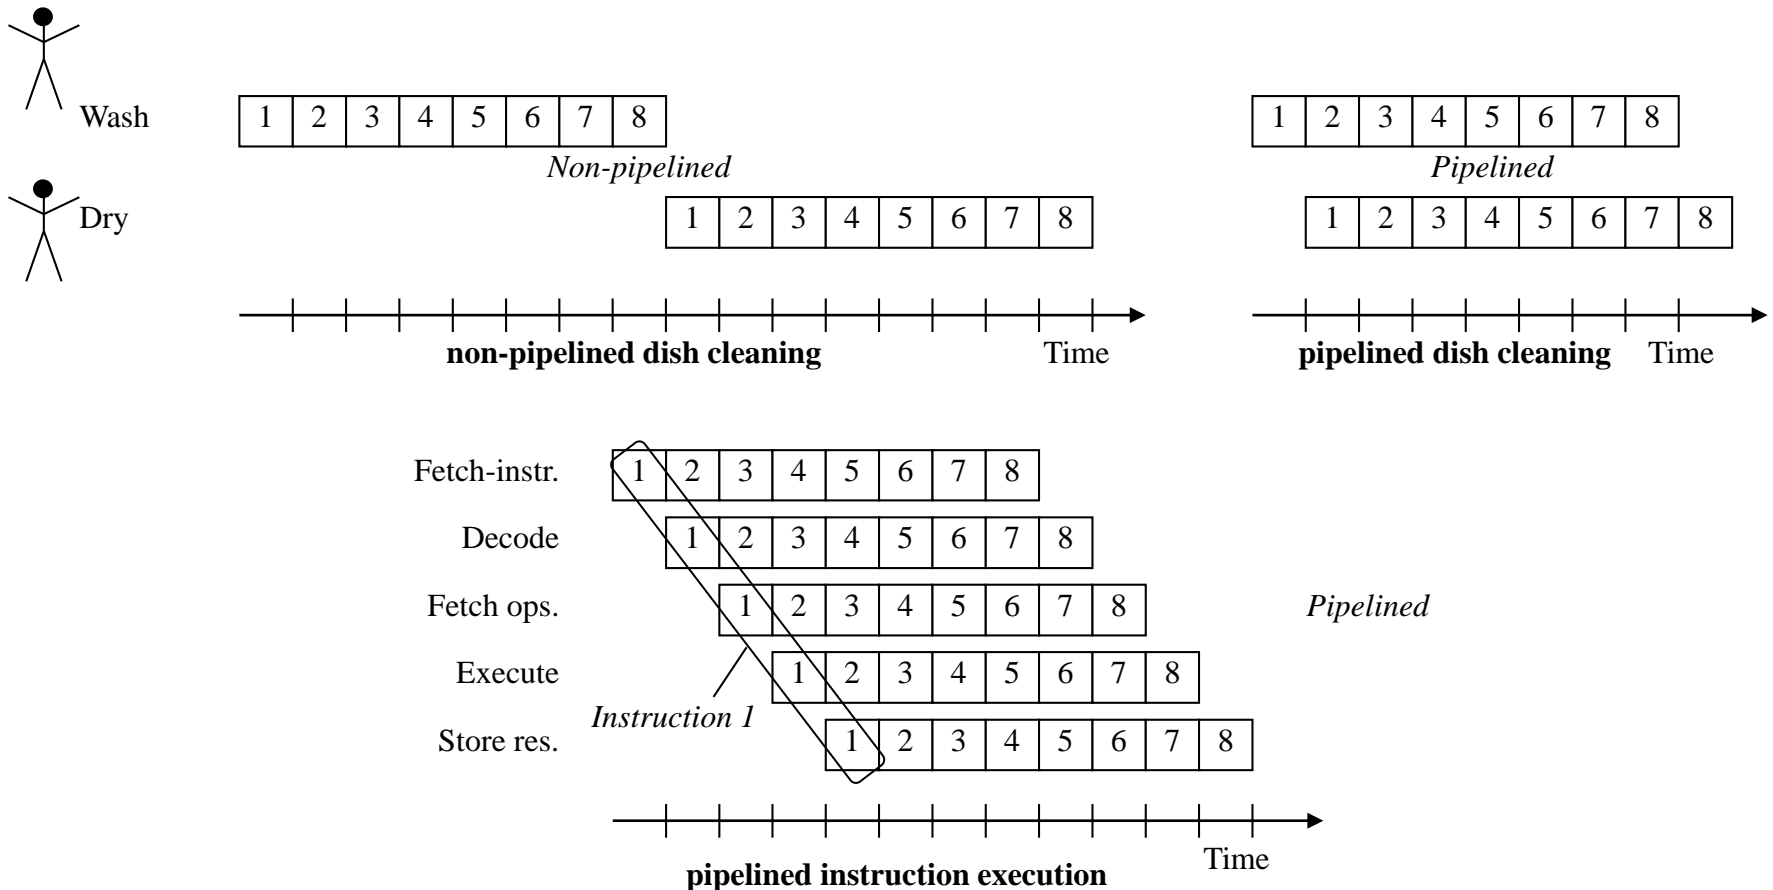 Wash 1 2 3 4 5 6 7 8 1 2 3 4 5 6 7 8
Non-pipelined Pipelined
Dry 1 2 3 4 5 6 7 8 1 2 3 4 5 6 7 8
non-pipelined dish cleaning Time pipelined dish cleaning Time
Fetch-instr. 1 2 3 4 5 6 7 8
Decode 1 2 3 4 5 6 7 8
Fetch ops. 1 2 3 4 5 6 7 8 Pipelined
Execute 1 2 3 4 5 6 7 8
Instruction 1
Store res. 1 2 3 4 5 6 7 8
Time
pipelined instruction execution